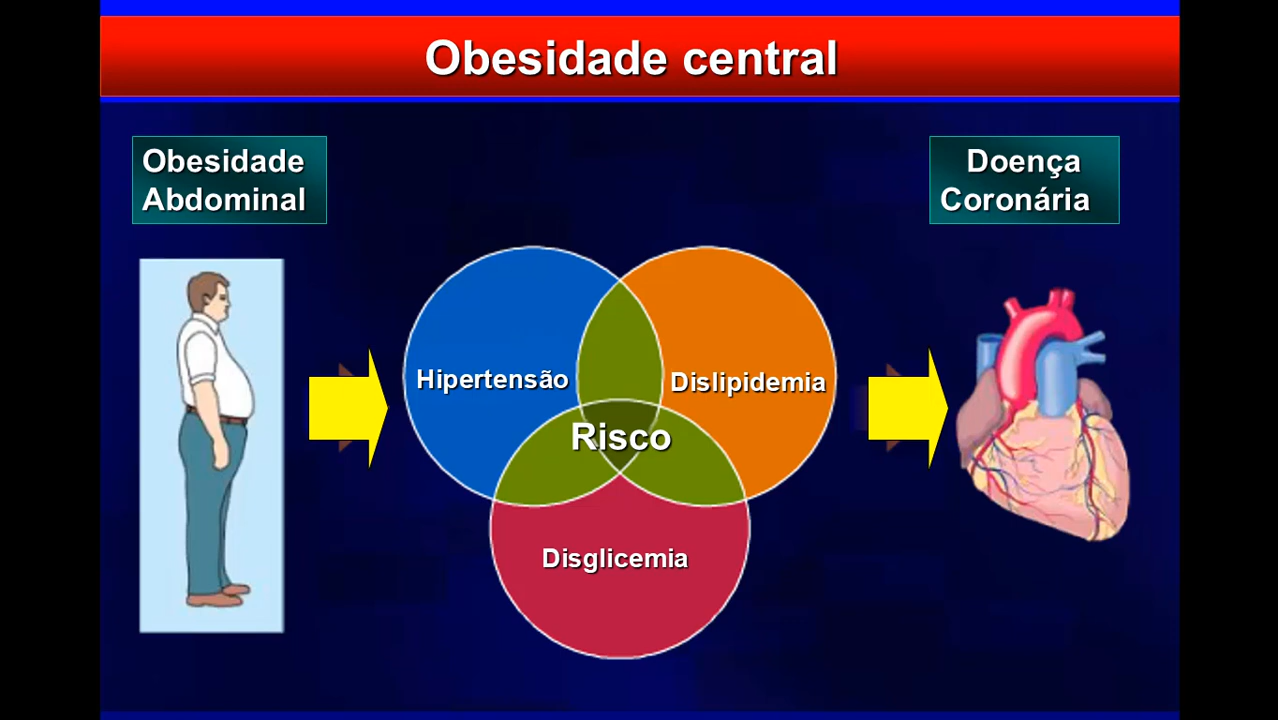 Obesidade central
Obesidade
Abdominal
Doença
Coronária
Hipertensão
Dislipidemia
Risco
Disglicemia